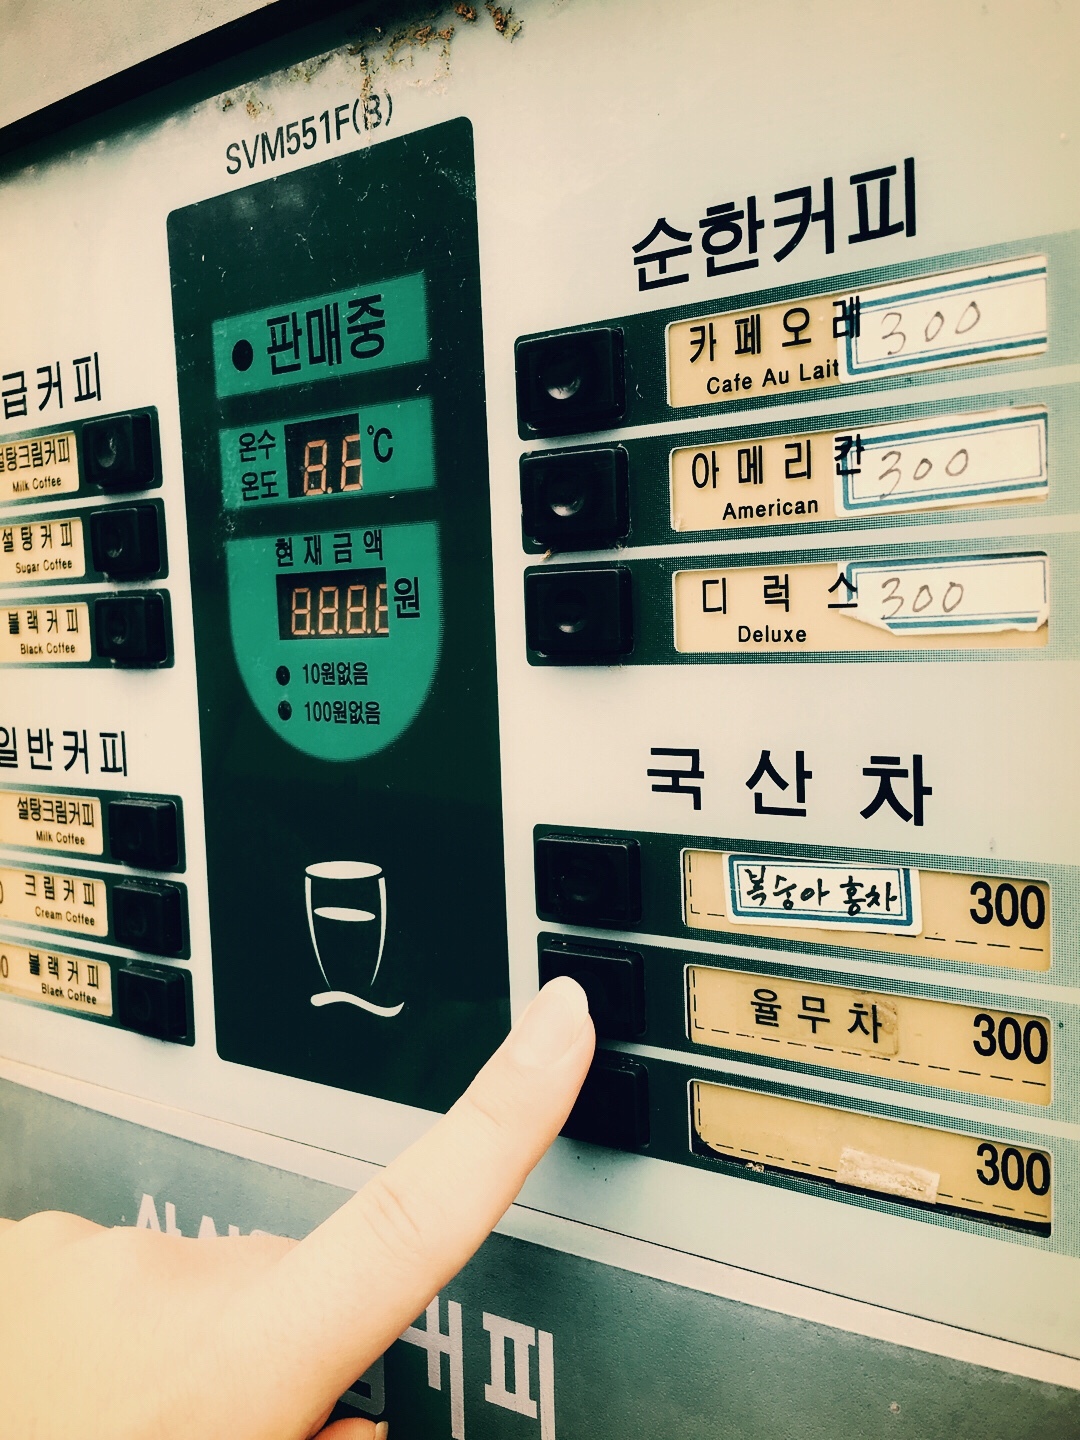 SVM551F(B)
판매중
온수
온도
℃
현재금액
원
10원없음
100원없음
급커피
설탕크림커피
Milk Coffee
설탕커피
Sugar Coffee
블랙커피
Black Coffee
일반커피
설탕크림커피
Milk Coffee
크림커피
Cream Coffee
블랙커피
Black Coffee
순한커피
카페오레 300
Cafe Au Lait
아메리칸 300
American
디럭스 300
Deluxe
국산차
복숭아 홍차 300
율무차 300
300
커피